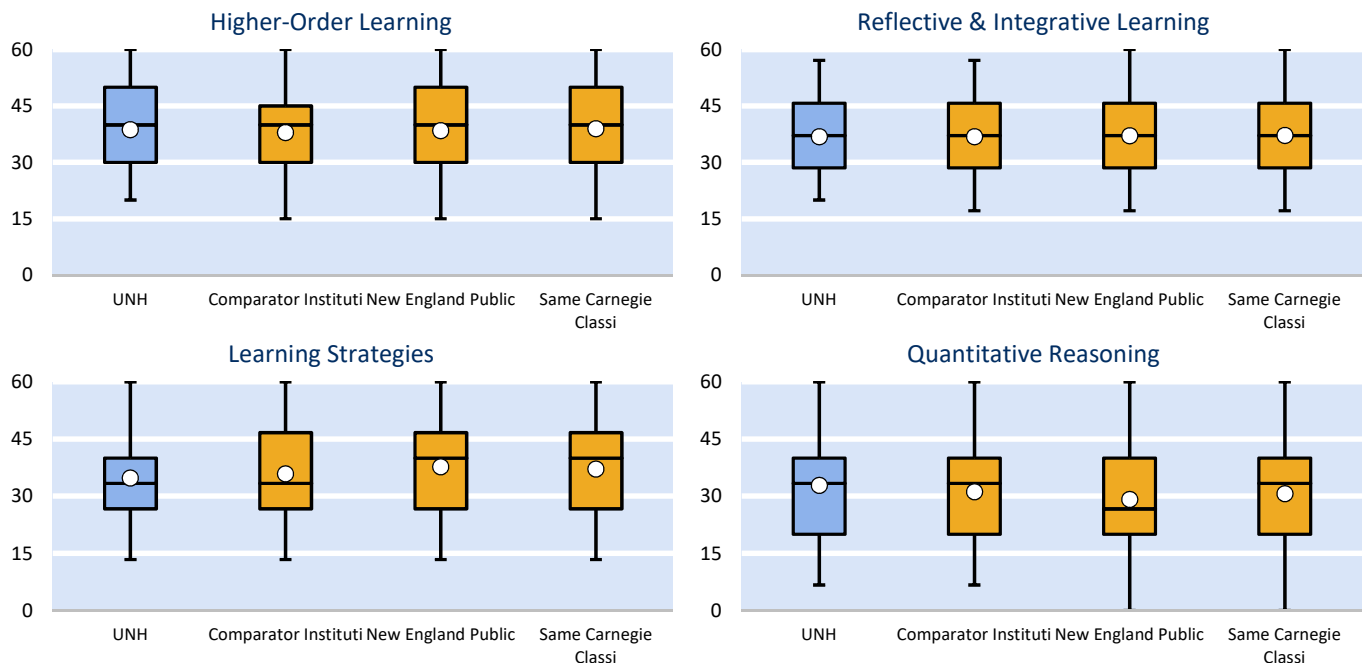 Higher-Order Learning
60
45
30
15
0
UNH
Comparator Instituti
New England Public
Same Carnegie
Classi
Reflective & Integrative Learning
60
45
30
15
0
UNH
Comparator Instituti
New England Public
Same Carnegie
Classi
Learning Strategies
60
45
30
15
0
UNH
Comparator Instituti
New England Public
Same Carnegie
Classi
Quantitative Reasoning
60
45
30
15
0
UNH
Comparator Instituti
New England Public
Same Carnegie
Classi